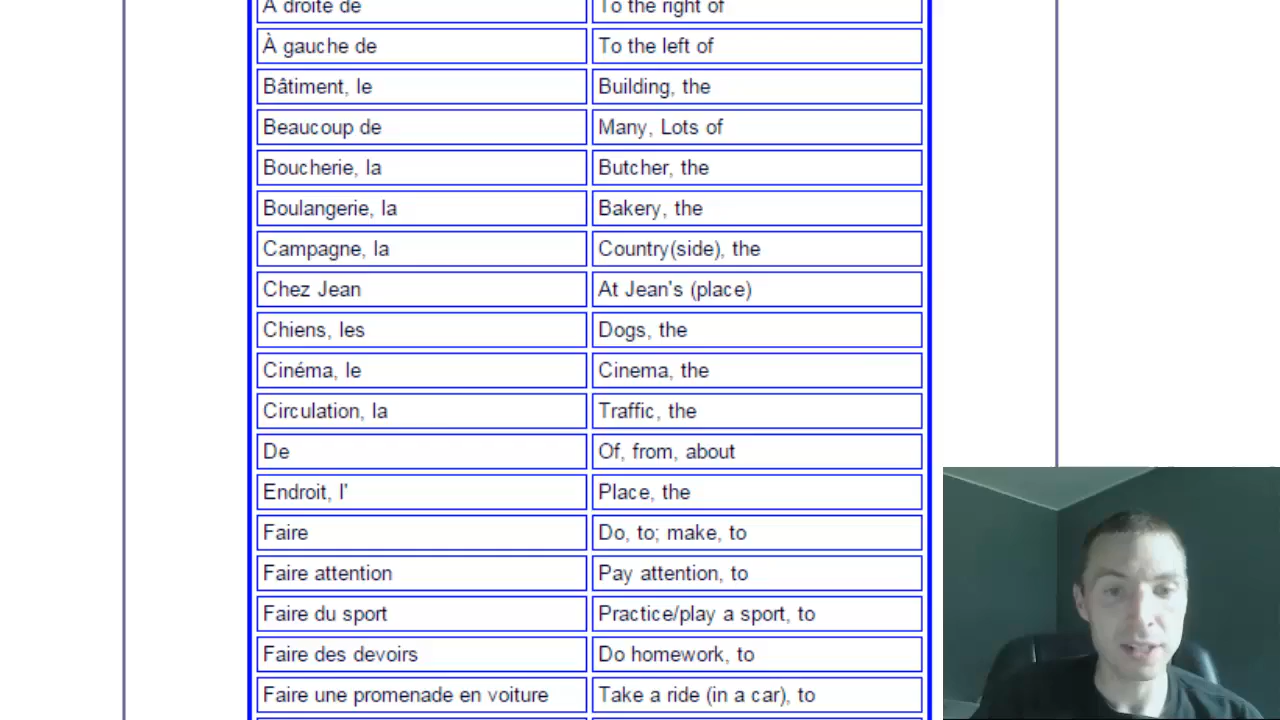 À droite de To the right of
À gauche de To the left of
Bâtiment, le Building, the
Beaucoup de Many, Lots of
Boucherie, la Butcher, the
Boulangerie, la Bakery, the
Campagne, la Country(side), the
Chez Jean At Jean's (place)
Chiens, les Dogs, the
Cinéma, le Cinema, the
Circulation, la Traffic, the
De Of, from, about
Endroit, l' Place, the
Faire Do, to; make, to
Faire attention Pay attention, to
Faire du sport Practice/play a sport, to
Faire des devoirs Do homework, to
Faire une promenade en voiture Take a ride (in a car), to